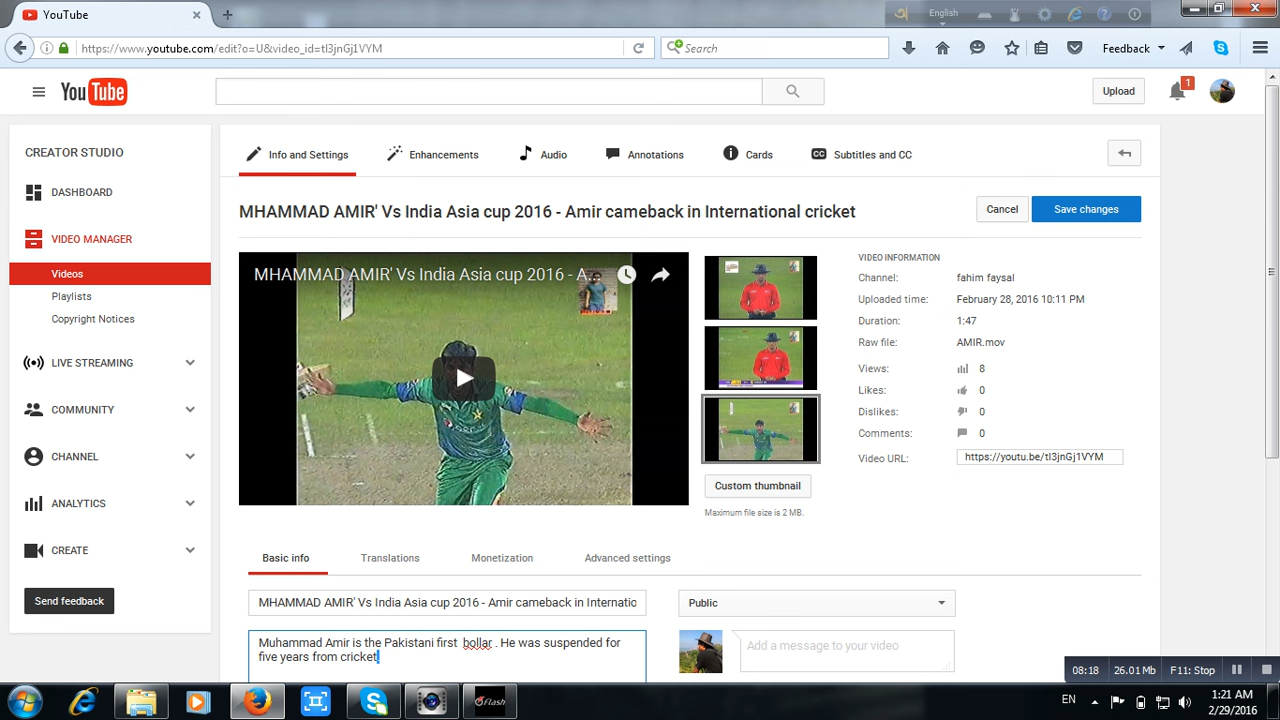 YouTube
English
https://www.youtube.com/edit?o=U&video_id=tl3jnGj1VYM
Search
Feedback
YouTube
Upload
1
CREATOR STUDIO
DASHBOARD
VIDEO MANAGER
Videos
Playlists
Copyright Notices
LIVE STREAMING
COMMUNITY
CHANNEL
ANALYTICS
CREATE
Send feedback
Info and Settings
Enhancements
Audio
Annotations
Cards
CC Subtitles and CC
MHAMMAD AMIR' Vs India Asia cup 2016 - Amir cameback in International cricket
Cancel
Save changes
MHAMMAD AMIR' Vs India Asia cup 2016 - A...
Custom thumbnail
Maximum file size is 2 MB.
VIDEO INFORMATION
Channel: fahim faysal
Uploaded time: February 28, 2016 10:11 PM
Duration: 1:47
Raw file: AMIR.mov
Views: 8
Likes: 0
Dislikes: 0
Comments: 0
Video URL: https://youtu.be/tl3jnGj1VYM
Basic info
Translations
Monetization
Advanced settings
MHAMMAD AMIR' Vs India Asia cup 2016 - Amir cameback in Internatio
Public
Muhammad Amir is the Pakistani first bollar . He was suspended for
five years from cricket
Add a message to your video
08:18
26.01 Mb
F11: Stop
Flash
EN
1:21 AM
2/29/2016